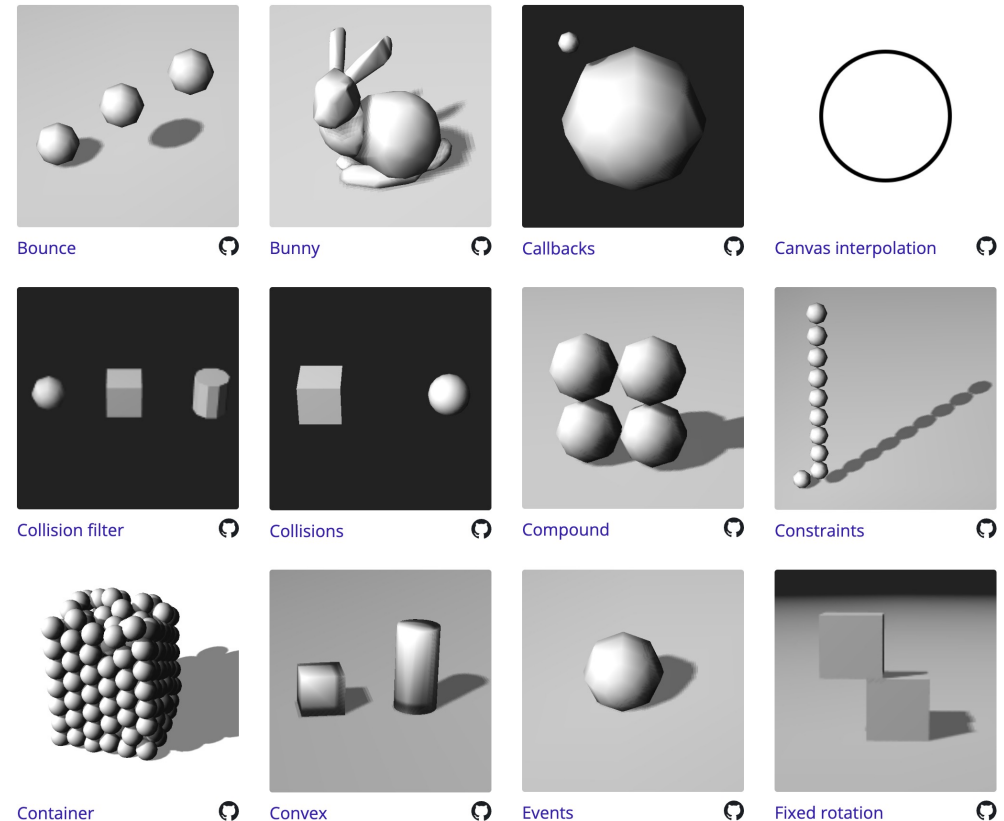 Bounce
Bunny
Callbacks
Canvas interpolation
Collision filter
Collisions
Compound
Constraints
Container
Convex
Events
Fixed rotation